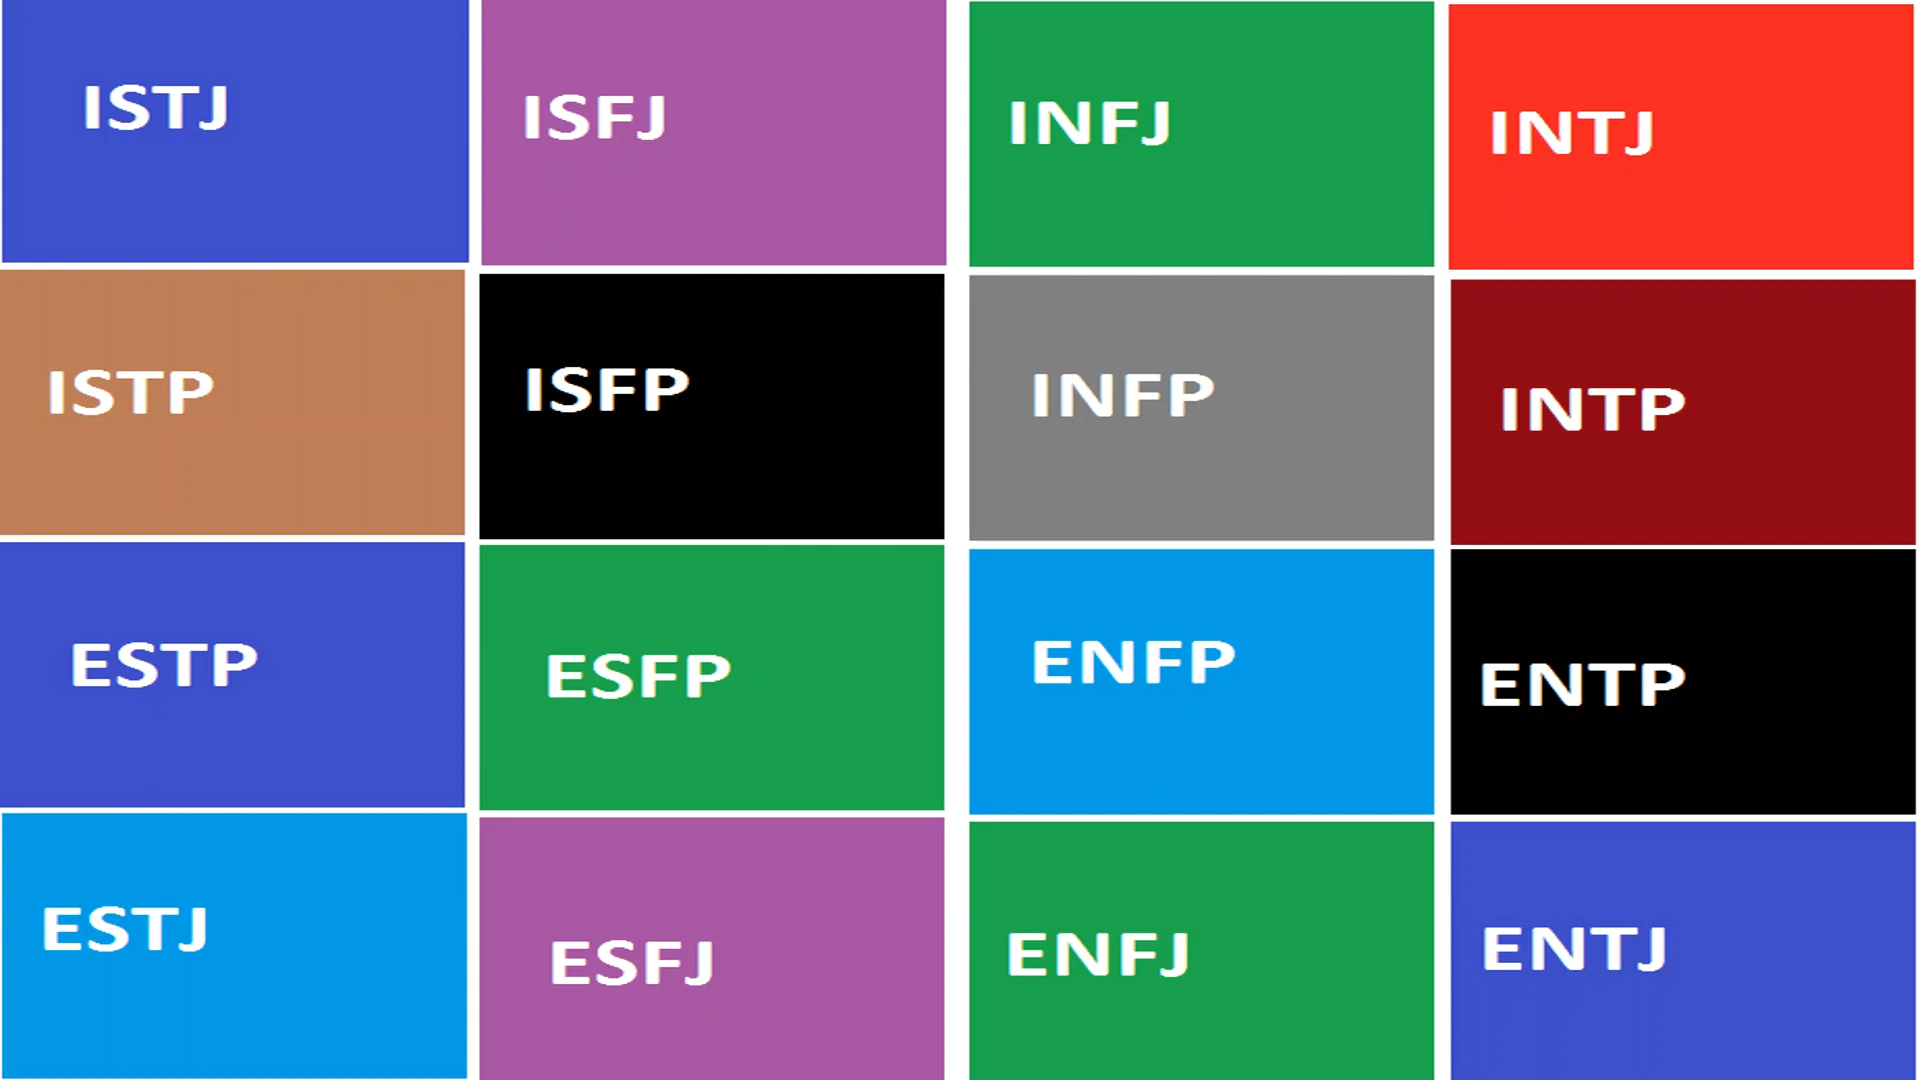 ISTJ
ISFJ
INFJ
INTJ
ISTP
ISFP
INFP
INTP
ESTP
ESFP
ENFP
ENTP
ESTJ
ESFJ
ENFJ
ENTJ